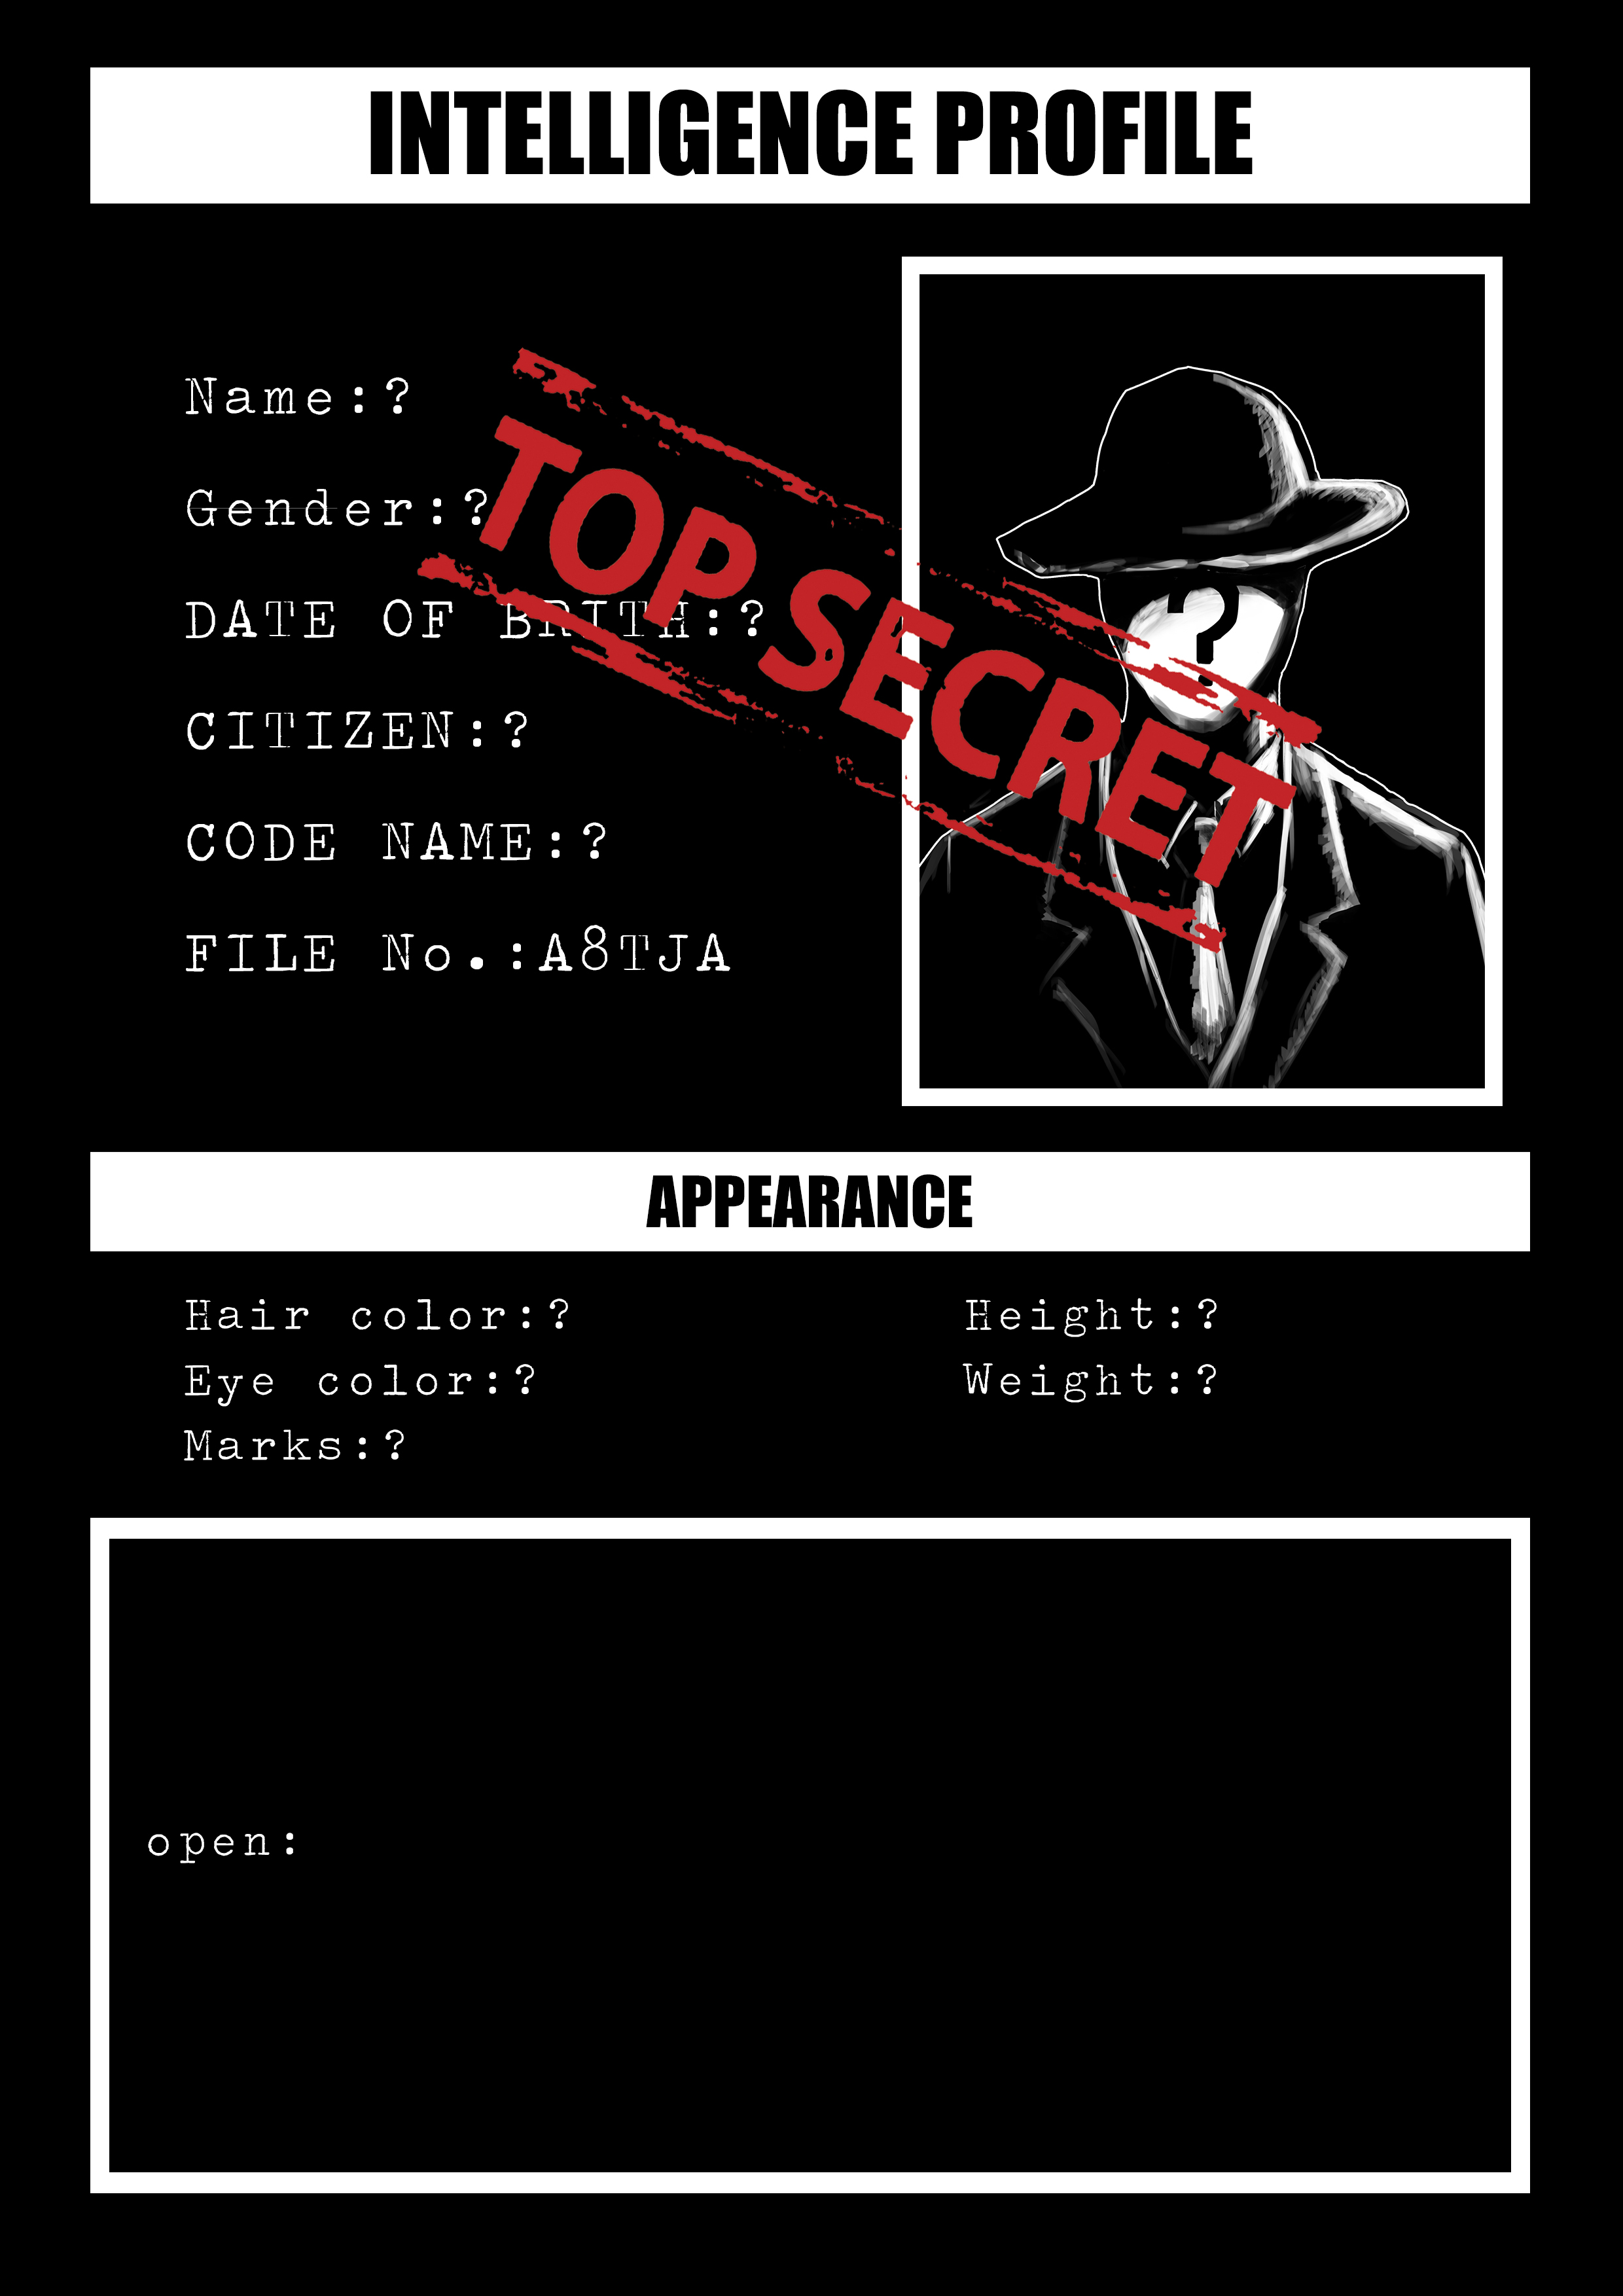 INTELLIGENCE PROFILE
Name:?
Gender:?
DATE OF BRITH:?
CITIZEN:?
CODE NAME:?
FILE No.:A8TJA
TOP SECRET
?
APPEARANCE
Hair color:?
Eye color:?
Marks:?
Height:?
Weight:?
open: